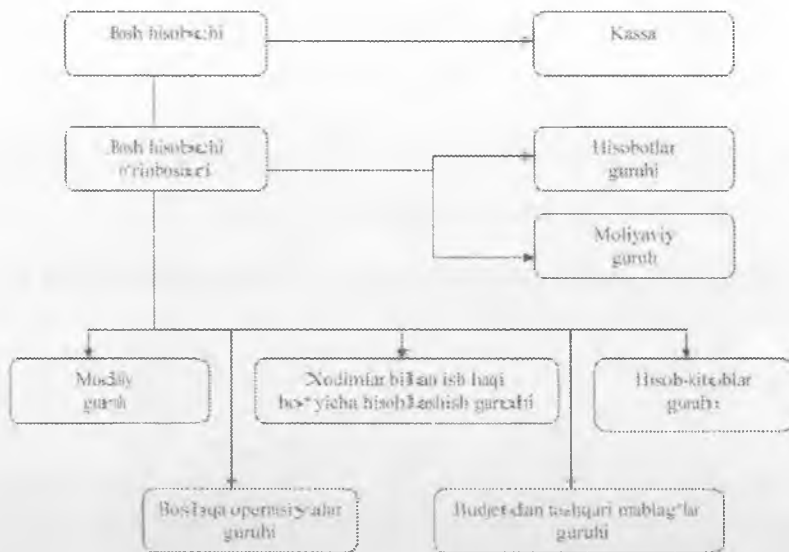 Bosh hisobchi
Kassa
Bosh hisobchi
o'rinbosari
Hisobotlar
guruhi
Moliyaviy
guruh
Moddiy
guruh
Xodimlar bilan ish haqi
bo'yicha hisoblashish guruhi
Hisob-kitoblar
guruhi
Boshqa operasiyalar
guruhi
Budjetdan tashqari mablag'lar
guruhi